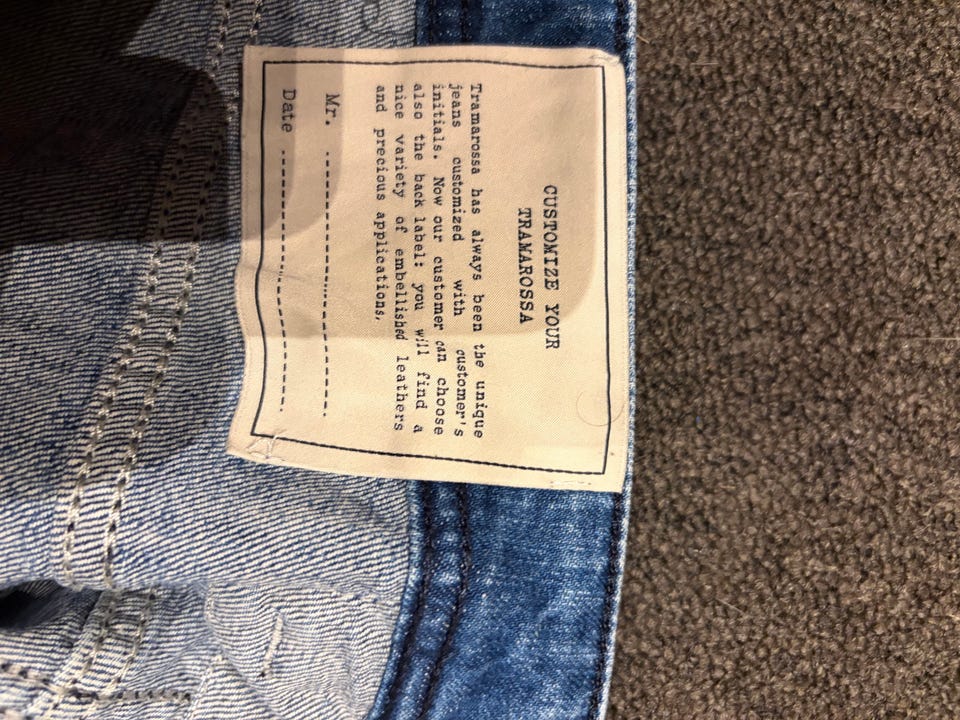 CUSTOMIZE YOUR
TRAMAROSSA
Tramarossa has always been the unique
jeans customized with customer's
initials. Now our customer can choose
also the back label: you will find a
nice variety of embellished leathers
and precious applications.
Mr. ------------------------------.
Date ------------------------------.